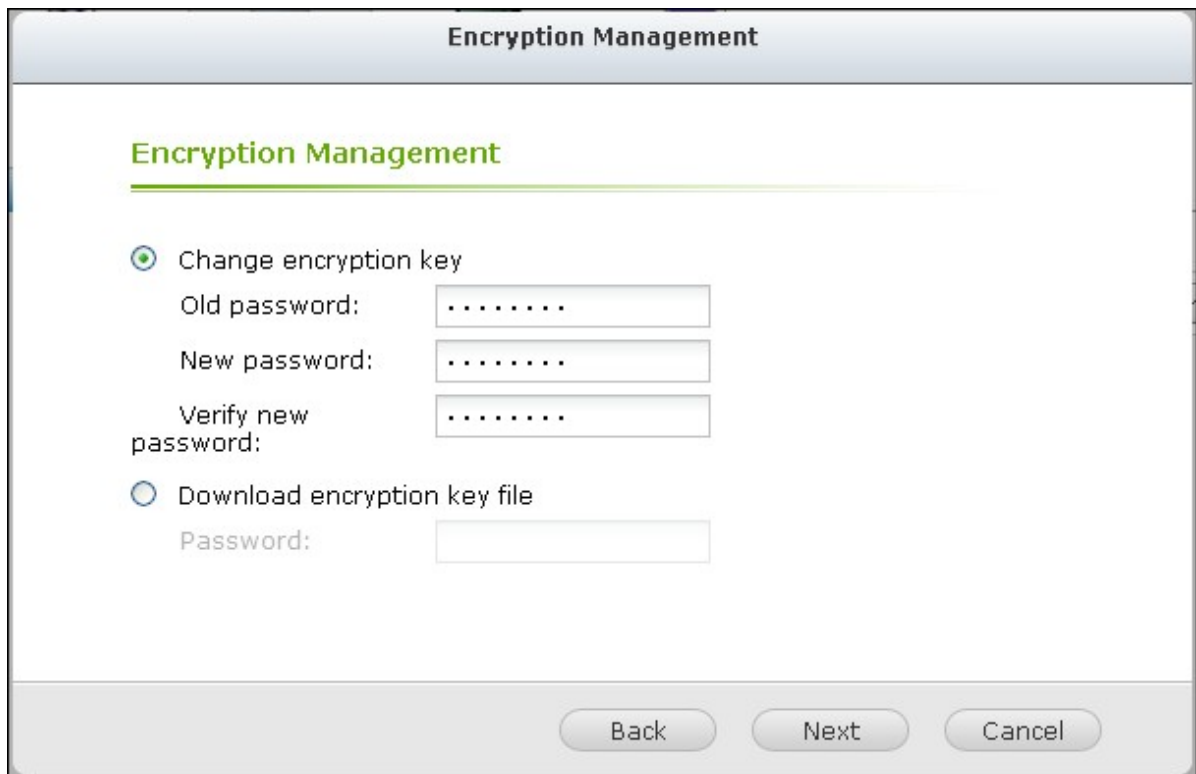 Encryption Management
Encryption Management
Change encryption key
Old password: ........
New password: ........
Verify new ........
password:
Download encryption key file
Password:
Back Next Cancel